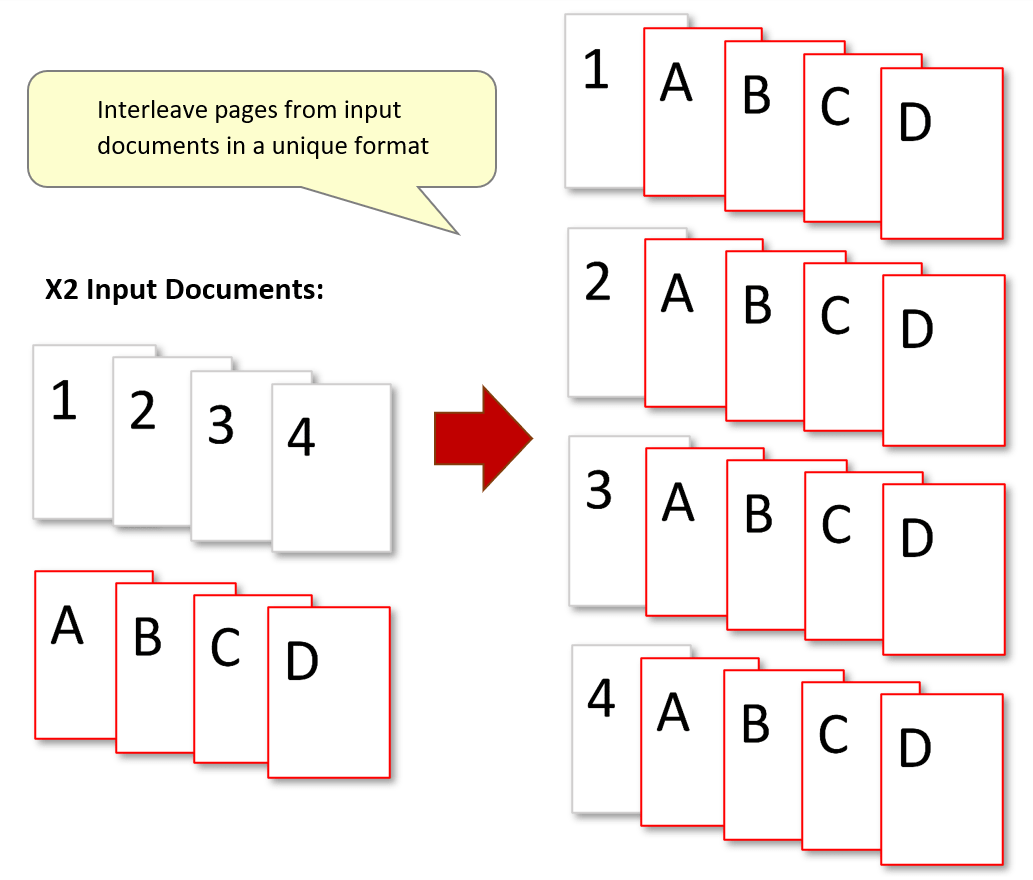 Interleave pages from input
documents in a unique format
X2 Input Documents:
1 2 3 4
A B C D
1 A B C D
2 A B C D
3 A B C D
4 A B C D